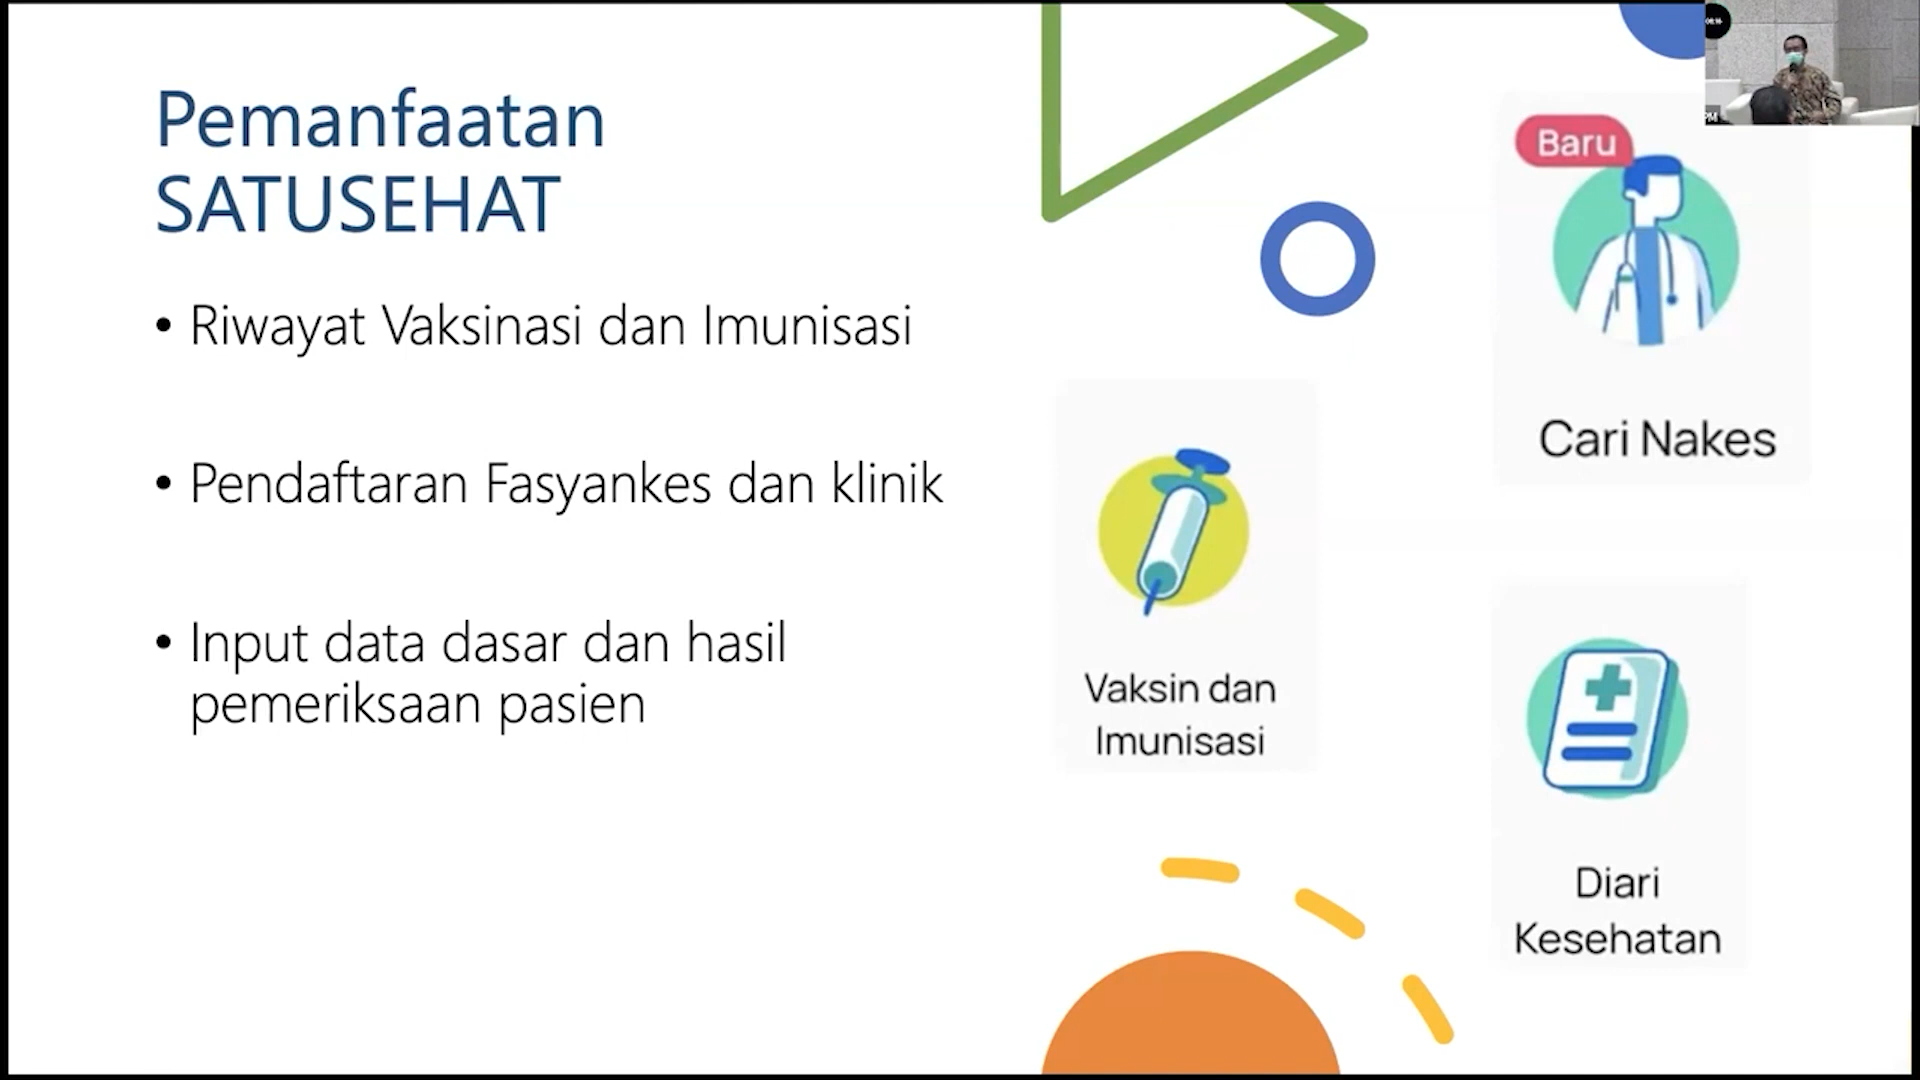 Pemanfaatan
SATUSEHAT
• Riwayat Vaksinasi dan Imunisasi
• Pendaftaran Fasyankes dan klinik
• Input data dasar dan hasil
pemeriksaan pasien
Baru
Cari Nakes
Vaksin dan
Imunisasi
Diari
Kesehatan
PM